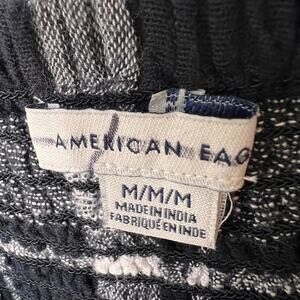 AMERICAN EAG
M/M/M
MADE IN INDIA
FABRIQUÉ EN INDE